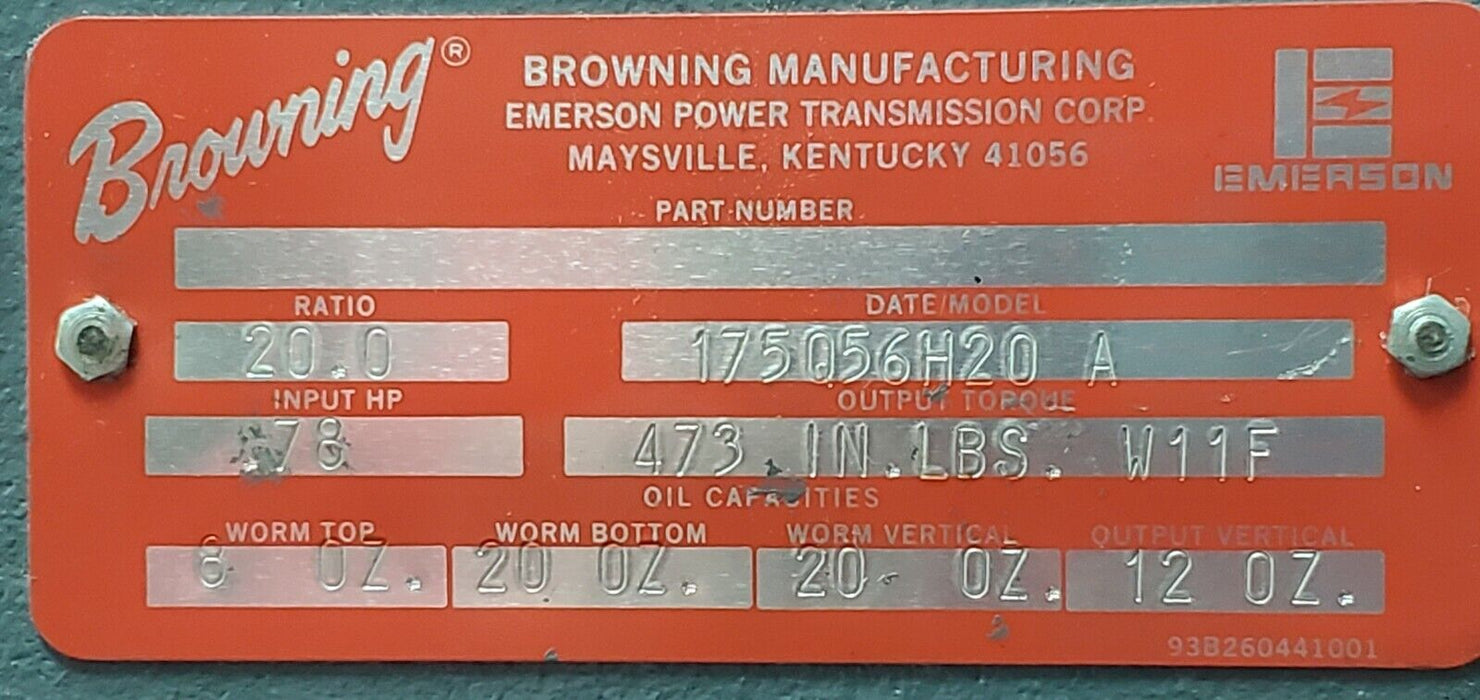 Browning®
BROWNING MANUFACTURING
EMERSON POWER TRANSMISSION CORP.
MAYSVILLE, KENTUCKY 41056
EMERSON
PART NUMBER
RATIO
DATE/MODEL
20.0
175Q56H20 A
INPUT HP
OUTPUT TORQUE
.78
473 IN.LBS. W11F
OIL CAPACITIES
WORM TOP
WORM BOTTOM
WORM VERTICAL
OUTPUT VERTICAL
OZ.
20 OZ.
20 OZ.
12 OZ.
93B260441001